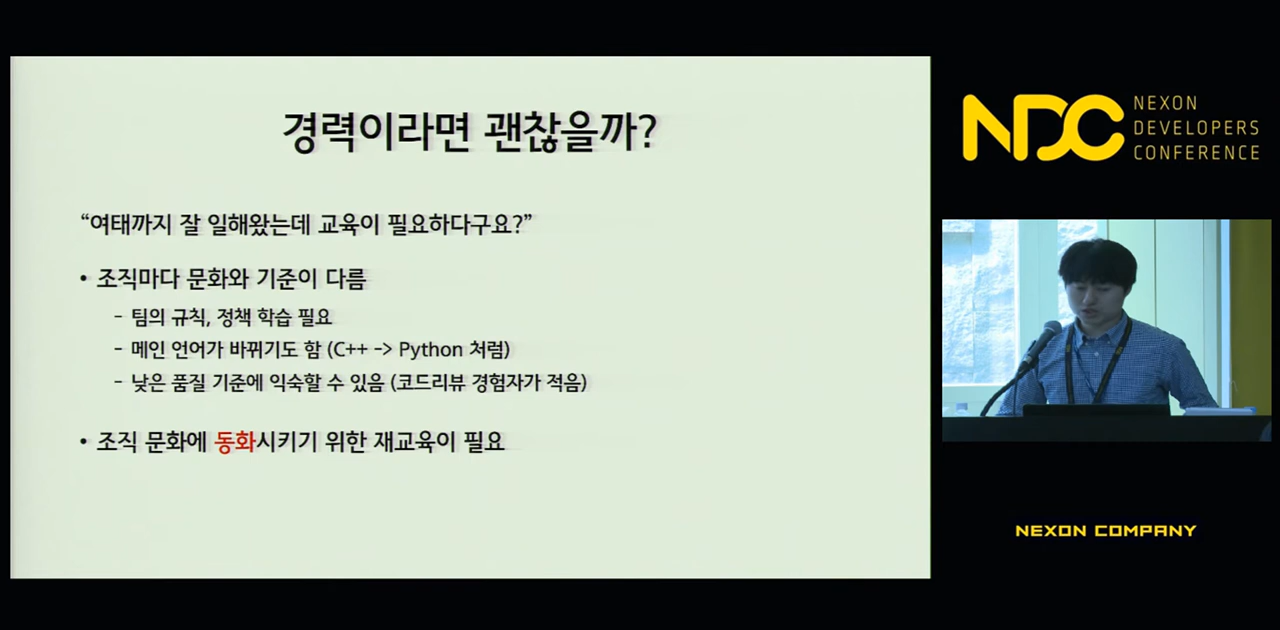 경력이라면 괜찮을까?
“여태까지 잘 일해왔는데 교육이 필요하다구요?”
• 조직마다 문화와 기준이 다름
- 팀의 규칙, 정책 학습 필요
- 메인 언어가 바뀌기도 함 (C++ -> Python 처럼)
- 낮은 품질 기준에 익숙할 수 있음 (코드리뷰 경험자가 적음)
• 조직 문화에 동화시키기 위한 재교육이 필요
NDC
NEXON
DEVELOPERS
CONFERENCE
NEXON COMPANY